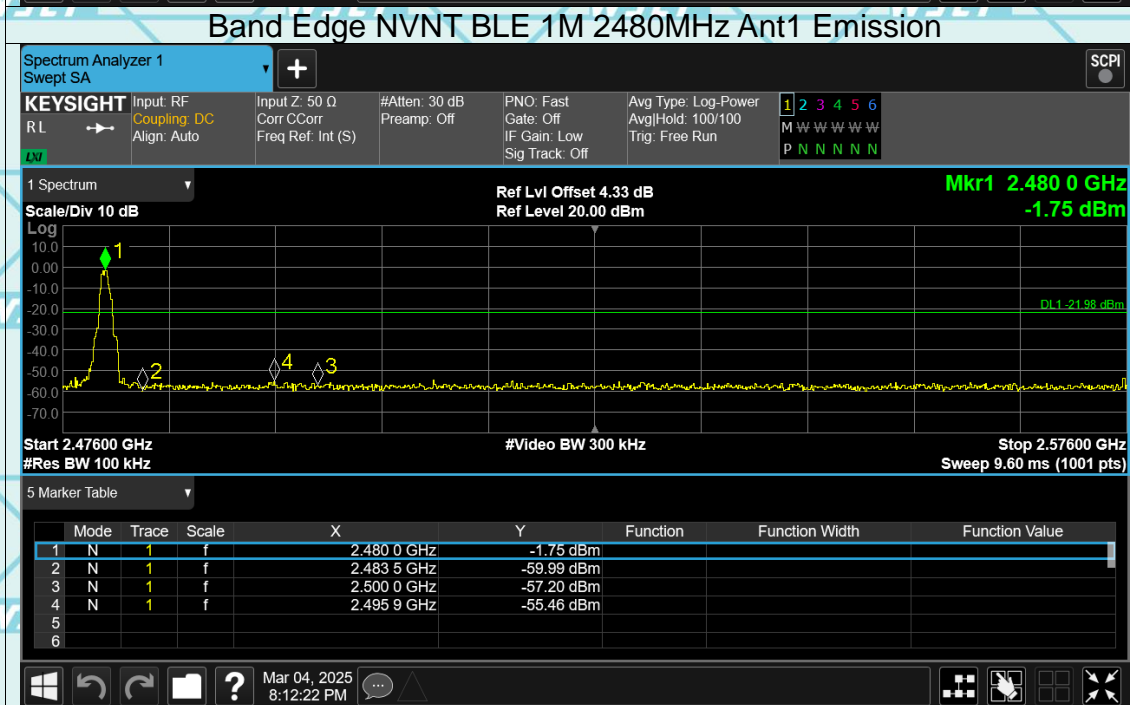 Band Edge NVNT BLE 1M 2480MHz Ant1 Emission
Spectrum Analyzer 1
Swept SA
+
SCPI
KEYSIGHT
R L
LXI
Input: RF
Coupling: DC
Align: Auto
Input Z: 50 Ω
Corr CCorr
Freq Ref: Int (S)
#Atten: 30 dB
Preamp: Off
PNO: Fast
Gate: Off
IF Gain: Low
Sig Track: Off
Avg Type: Log-Power
Avg|Hold: 100/100
Trig: Free Run
1 2 3 4 5 6
M W W W W W
P N N N N N
1 Spectrum
Scale/Div 10 dB
Ref Lvl Offset 4.33 dB
Ref Level 20.00 dBm
Mkr1 2.480 0 GHz
-1.75 dBm
Log
10.0
0.00
-10.0
-20.0
-30.0
-40.0
-50.0
-60.0
-70.0
1
2
4
3
DL1 -21.98 dBm
Start 2.47600 GHz
#Res BW 100 kHz
#Video BW 300 kHz
Stop 2.57600 GHz
Sweep 9.60 ms (1001 pts)
5 Marker Table
Mode Trace Scale X Y Function Function Width Function Value
1 N 1 f 2.480 0 GHz -1.75 dBm
2 N 1 f 2.483 5 GHz -59.99 dBm
3 N 1 f 2.500 0 GHz -57.20 dBm
4 N 1 f 2.495 9 GHz -55.46 dBm
5
6
?
Mar 04, 2025
8:12:22 PM